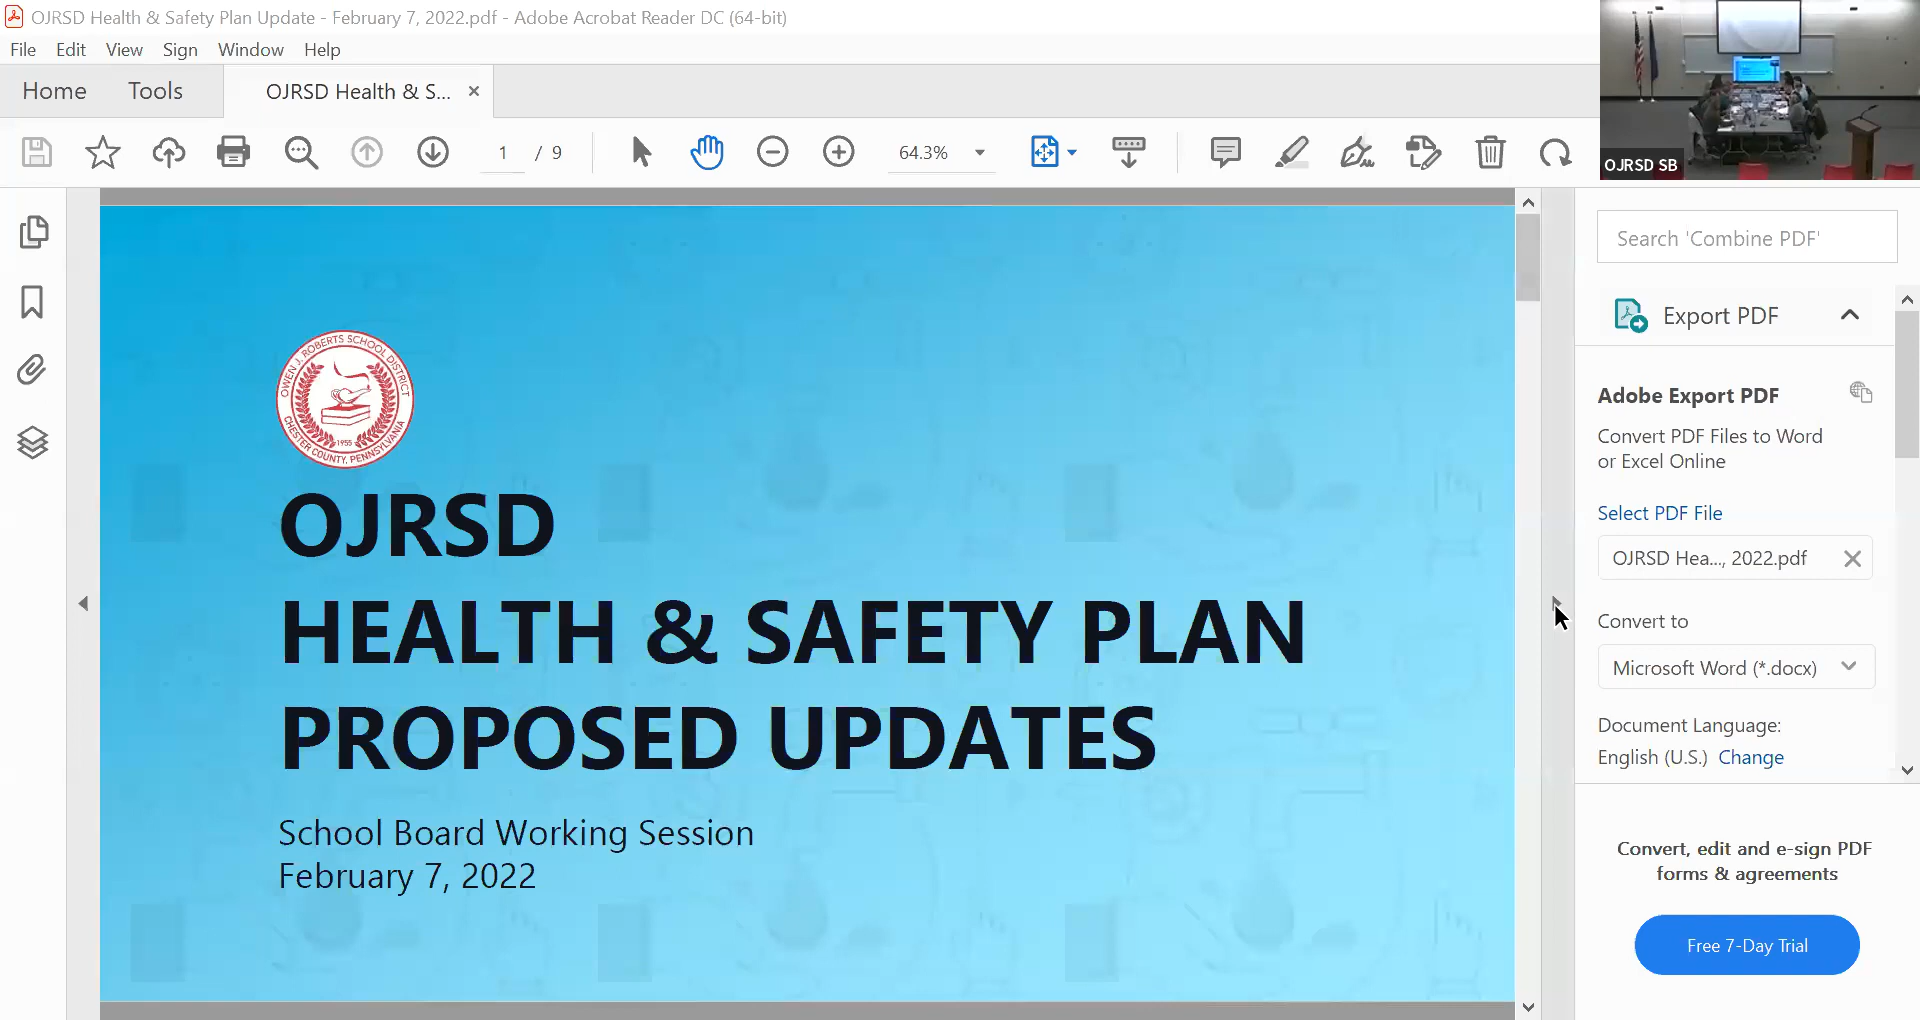 OJRSD Health & Safety Plan Update - February 7, 2022.pdf - Adobe Acrobat Reader DC (64-bit)
File Edit View Sign Window Help
Home Tools OJRSD Health & S... ×
1 / 9 64.3%
OJRSD SB
Search 'Combine PDF'
Export PDF
Adobe Export PDF
Convert PDF Files to Word
or Excel Online
Select PDF File
OJRSD Hea..., 2022.pdf
Convert to
Microsoft Word (*.docx)
Document Language:
English (U.S.) Change
Convert, edit and e-sign PDF
forms & agreements
Free 7-Day Trial
OWEN J. ROBERTS SCHOOL DISTRICT
1955
CHESTER COUNTY, PENNSYLVANIA
OJRSD
HEALTH & SAFETY PLAN
PROPOSED UPDATES
School Board Working Session
February 7, 2022